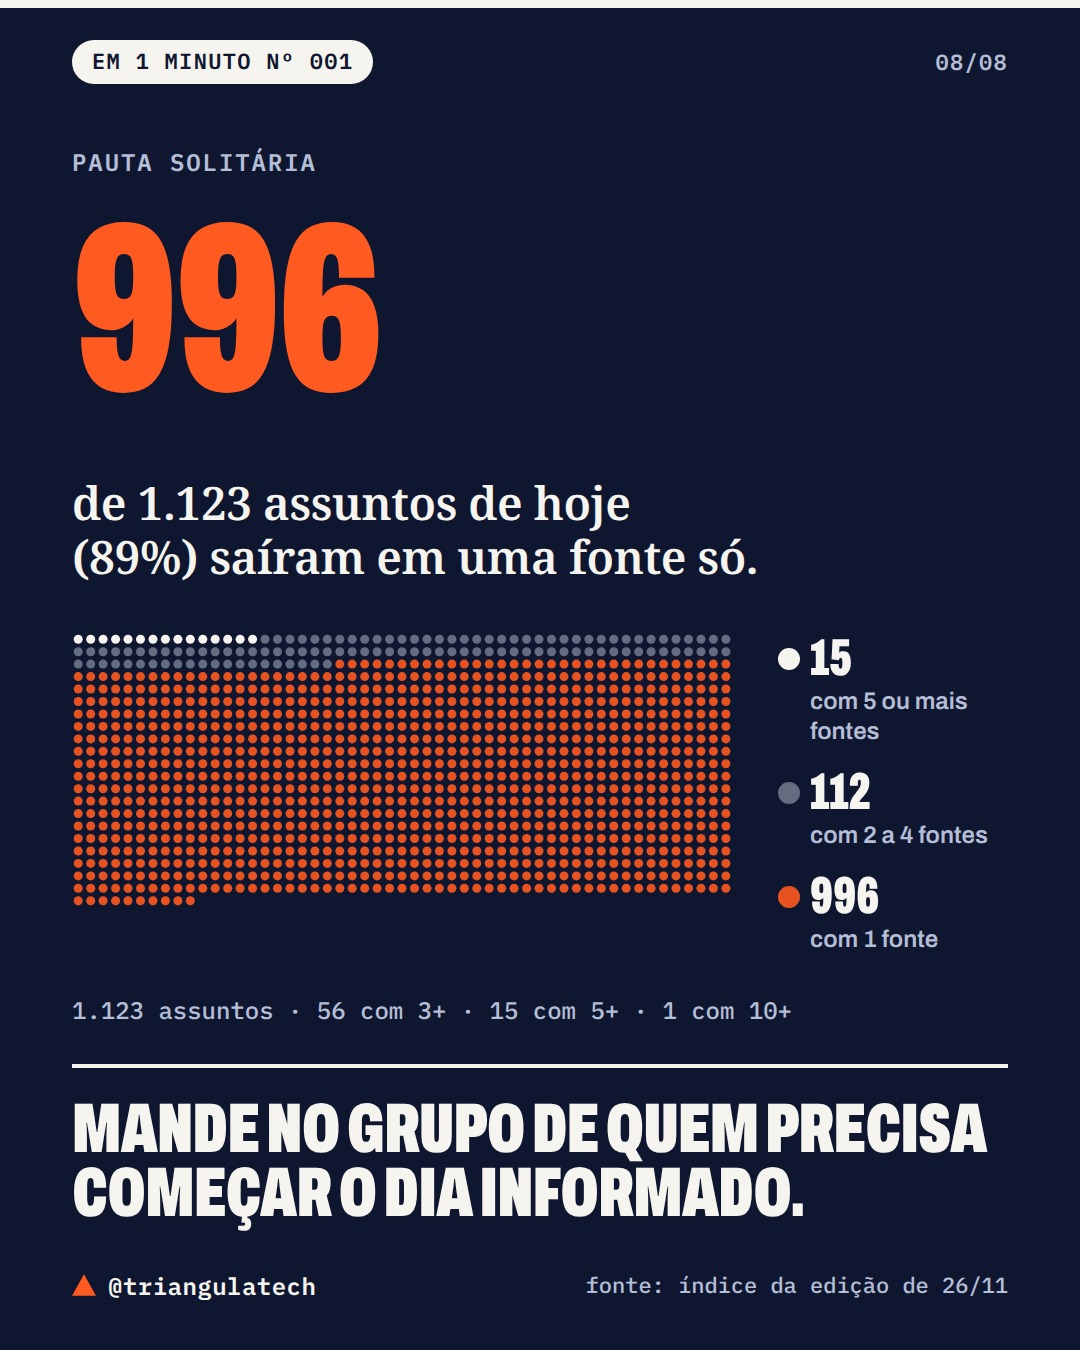 EM 1 MINUTO Nº 001
08/08
PAUTA SOLITÁRIA
996
de 1.123 assuntos de hoje
(89%) saíram em uma fonte só.
15
com 5 ou mais
fontes
112
com 2 a 4 fontes
996
com 1 fonte
1.123 assuntos · 56 com 3+ · 15 com 5+ · 1 com 10+
MANDE NO GRUPO DE QUEM PRECISA
COMEÇAR O DIA INFORMADO.
@triangulatech
fonte: índice da edição de 26/11